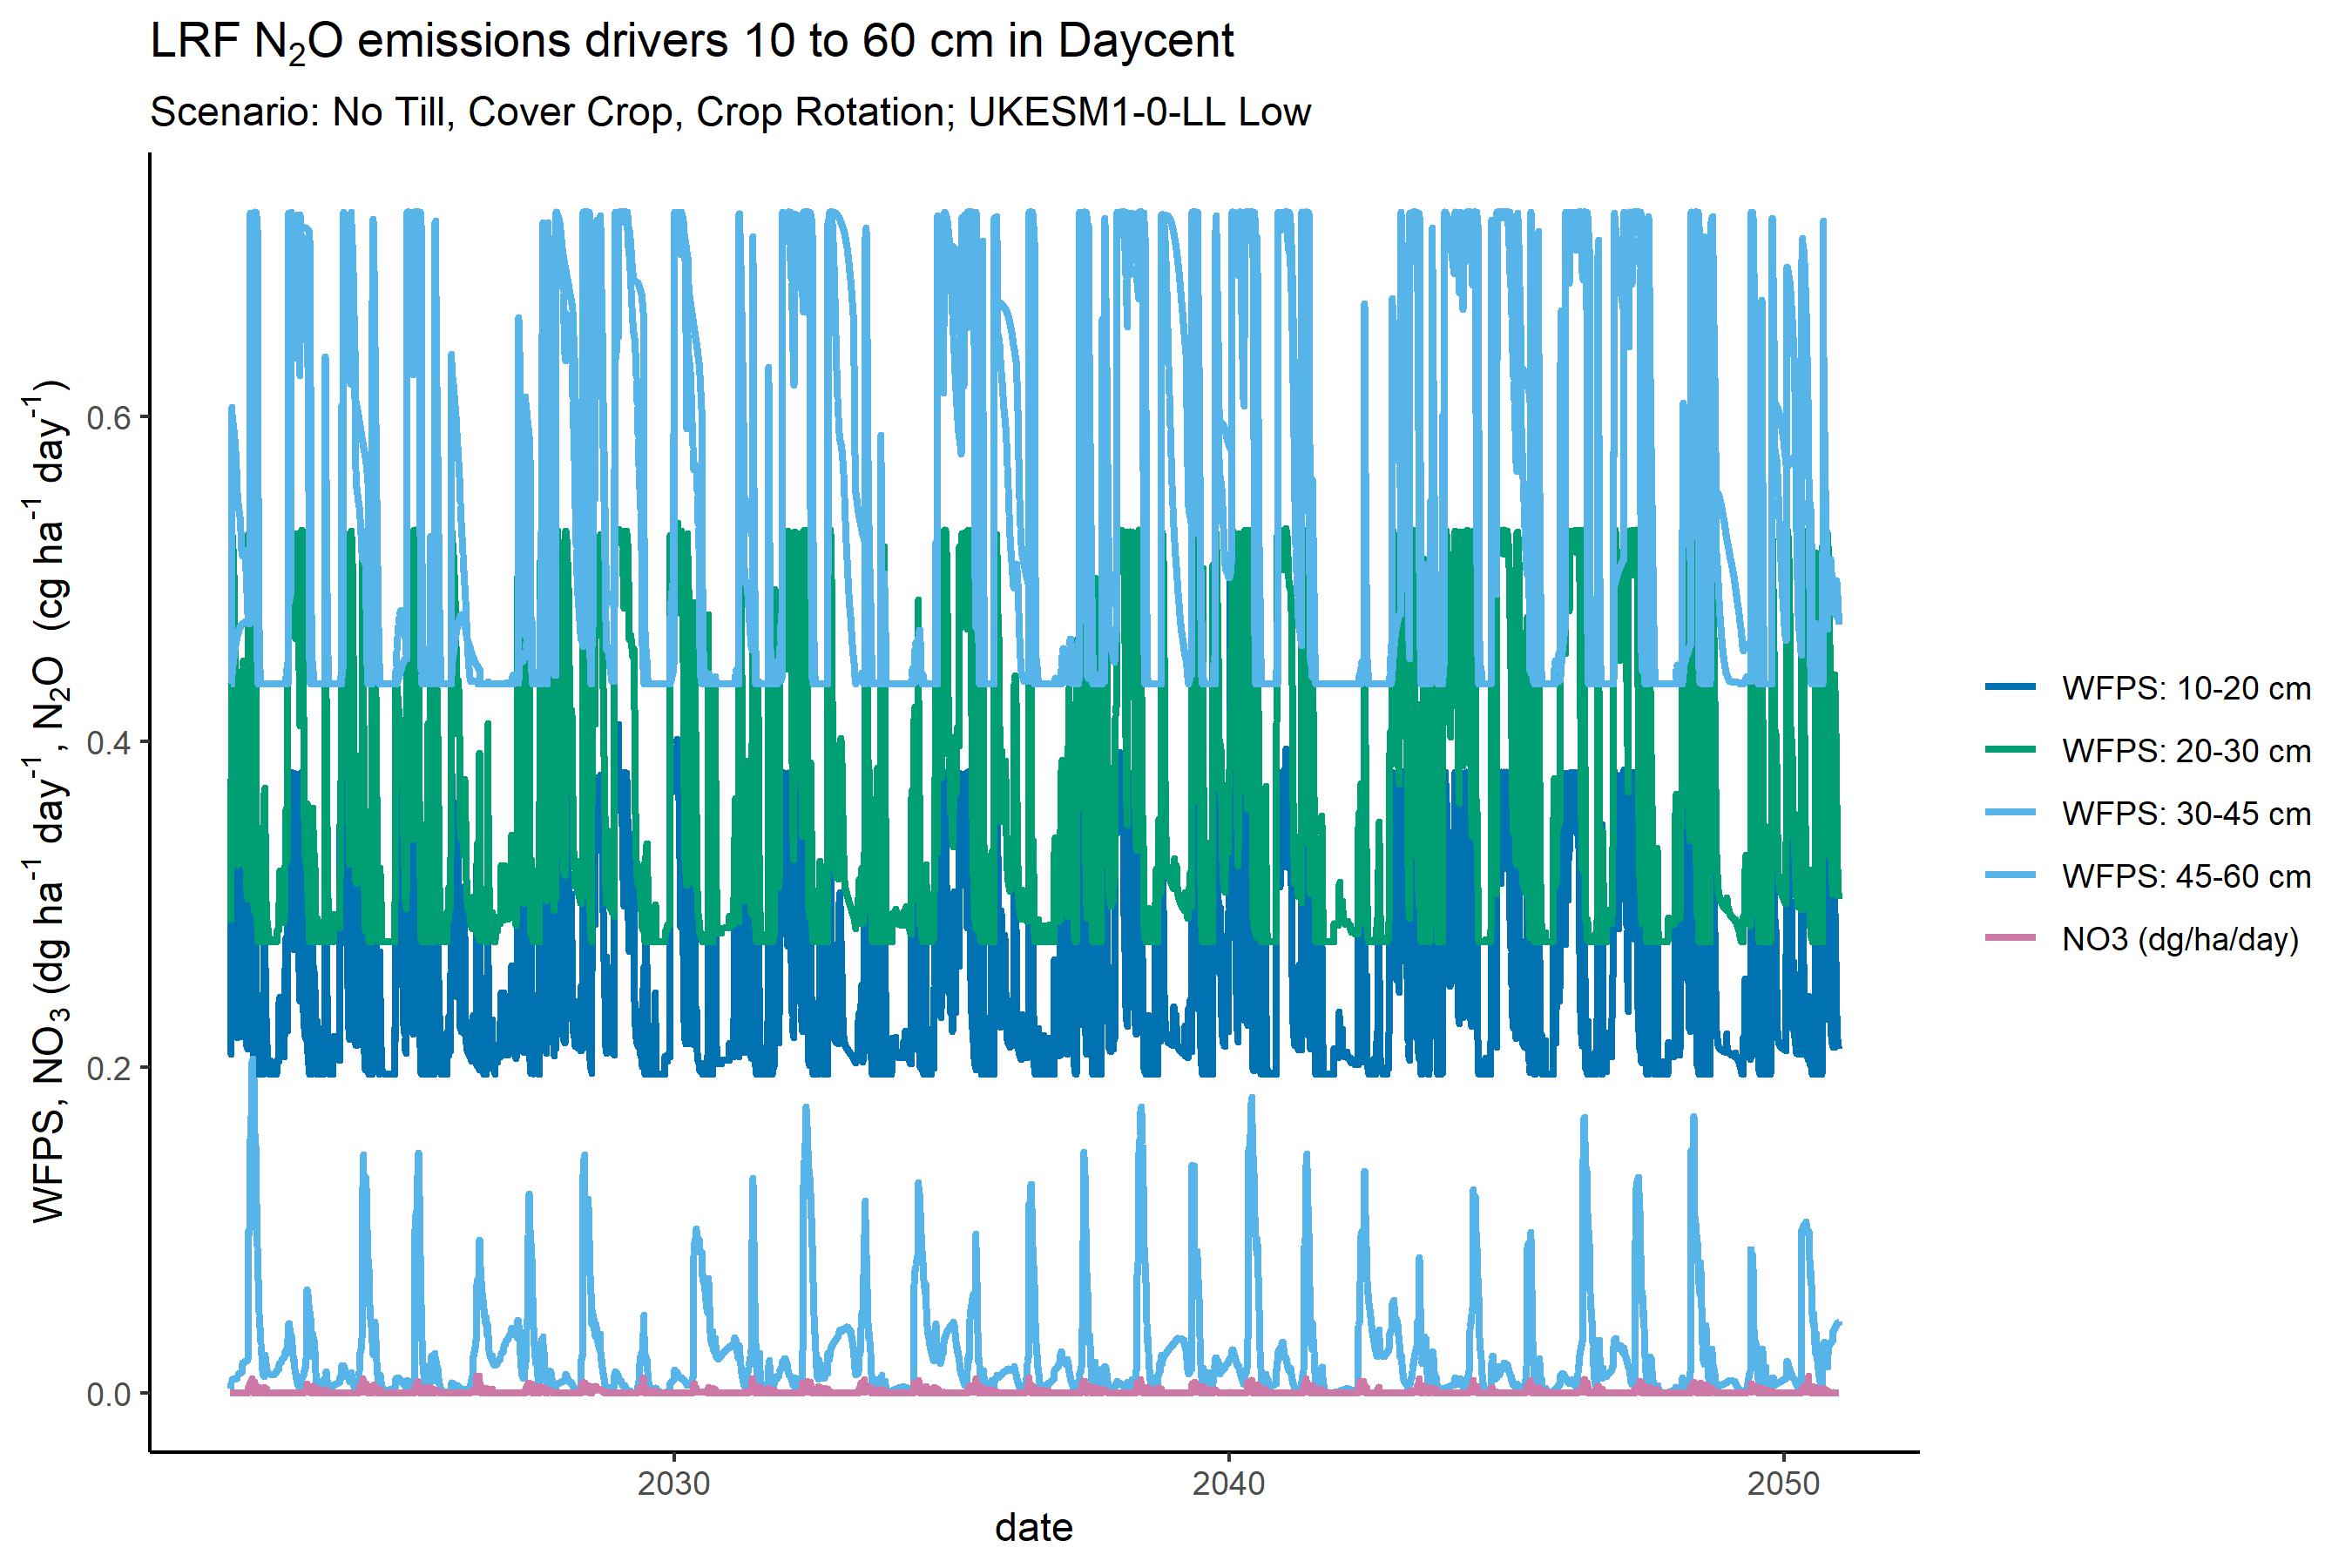 LRF N₂O emissions drivers 10 to 60 cm in Daycent
Scenario: No Till, Cover Crop, Crop Rotation; UKESM1-0-LL Low
WFPS, NO₃ (dg ha⁻¹ day⁻¹, N₂O (cg ha⁻¹ day⁻¹)
0.6
0.4
0.2
0.0
2030
2040
2050
date
WFPS: 10-20 cm
WFPS: 20-30 cm
WFPS: 30-45 cm
WFPS: 45-60 cm
NO3 (dg/ha/day)